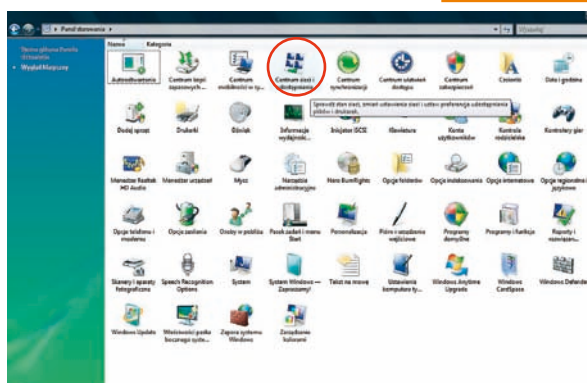 Panel sterowania
Wyszukaj
Strona główna Panelu
sterowania
Widok klasyczny
Nazwa Kategoria
Autoodtwarzanie
Centrum kopii
zapasowych...
Centrum
mobilności w sy...
Centrum sieci i
udostępniania
Centrum
synchronizacji
Centrum ułatwień
dostępu
Centrum
zabezpieczeń
Czcionki
Data i godzina
Sprawdź stan sieci, zmień ustawienia sieci i ustaw preferencje udostępniania
plików i drukarek.
Dodaj sprzęt
Drukarki
Dźwięk
Informacje
wydajności...
Inicjator iSCSI
Klawiatura
Konta
użytkowników
Kontrola
rodzicielska
Kontrolery gier
Menedżer Realtek
HD Audio
Menedżer urządzeń
Mysz
Narzędzia
administracyjne
Nero BurnRights
Opcje folderów
Opcje indeksowania
Opcje internetowe
Opcje regionalne i
językowe
Opcje telefonu i
modemu
Opcje zasilania
Osoby w pobliżu
Pasek zadań i menu
Start
Personalizacja
Pióro i urządzenia
wejściowe
Programy
domyślne
Programy i funkcje
Raporty i
rozwiązan...
Skanery i aparaty
fotograficzne
Speech Recognition
Options
System
System Windows —
Zapraszamy!
Tekst na mowę
Ustawienia
komputera ty...
Windows Anytime
Upgrade
Windows
CardSpace
Windows Defender
Windows Update
Właściwości paska
bocznego syste...
Zapora systemu
Windows
Zarządzanie
kolorami